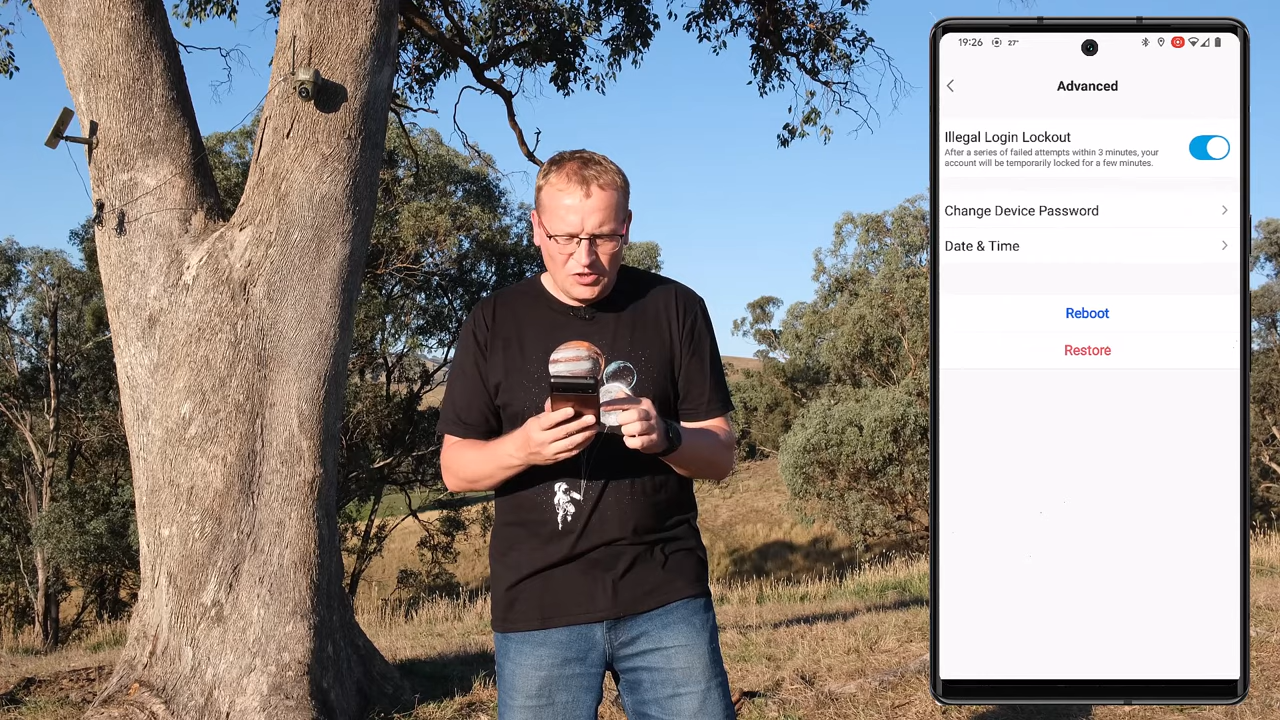 19:26 27°
Advanced
Illegal Login Lockout
After a series of failed attempts within 3 minutes, your
account will be temporarily locked for a few minutes.
Change Device Password
Date & Time
Reboot
Restore